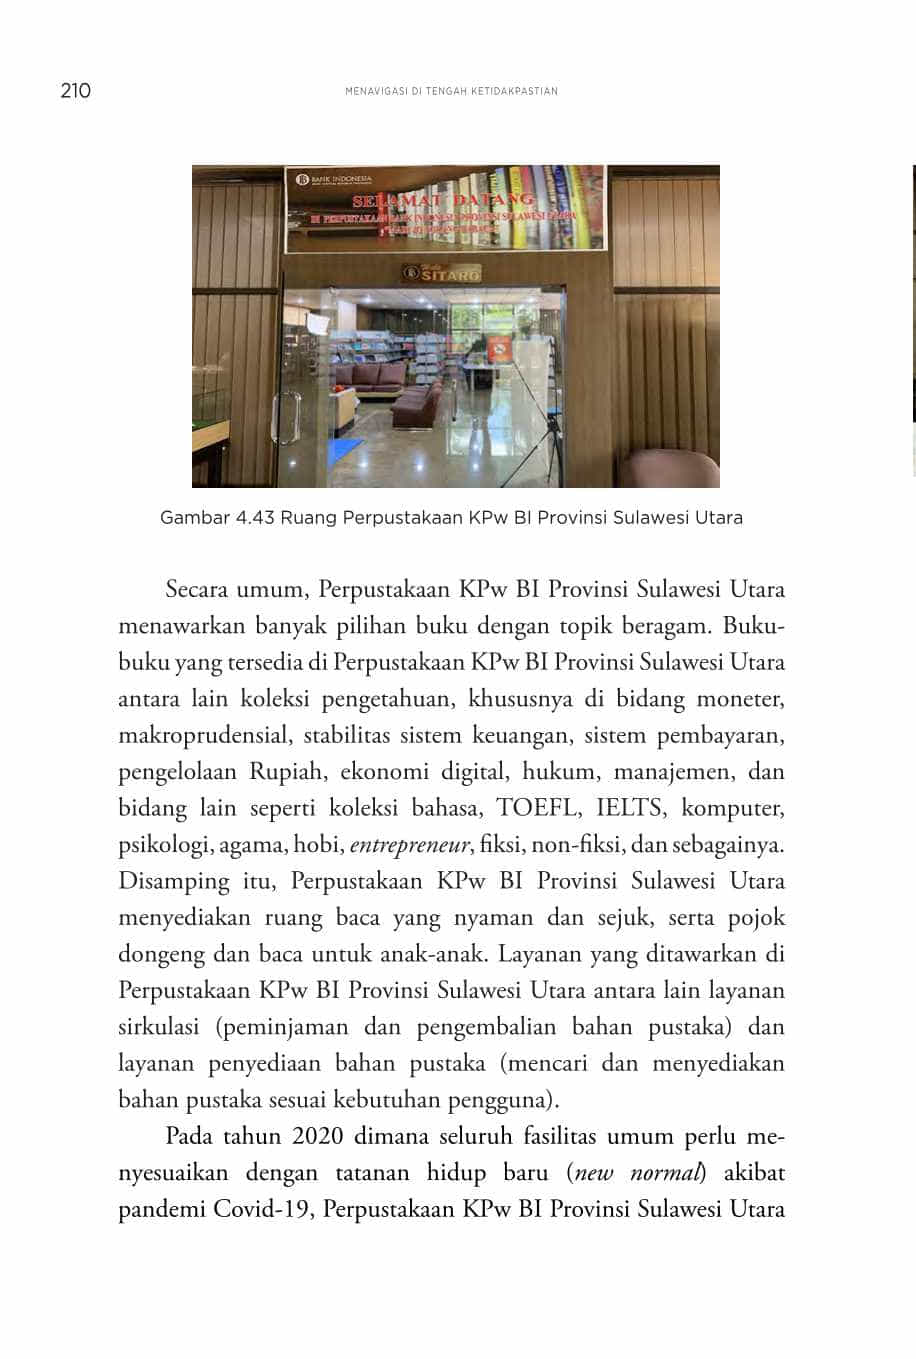 210
MENAVIGASI DI TENGAH KETIDAKPASTIAN
BANK INDONESIA
SELAMAT DATANG
DI PERPUSTAKAAN BANK INDONESIA PROVINSI SULAWESI UTARA
SITARO
Gambar 4.43 Ruang Perpustakaan KPw BI Provinsi Sulawesi Utara
Secara umum, Perpustakaan KPw BI Provinsi Sulawesi Utara
menawarkan banyak pilihan buku dengan topik beragam. Buku-
buku yang tersedia di Perpustakaan KPw BI Provinsi Sulawesi Utara
antara lain koleksi pengetahuan, khususnya di bidang moneter,
makroprudensial, stabilitas sistem keuangan, sistem pembayaran,
pengelolaan Rupiah, ekonomi digital, hukum, manajemen, dan
bidang lain seperti koleksi bahasa, TOEFL, IELTS, komputer,
psikologi, agama, hobi, entrepreneur, fiksi, non-fiksi, dan sebagainya.
Disamping itu, Perpustakaan KPw BI Provinsi Sulawesi Utara
menyediakan ruang baca yang nyaman dan sejuk, serta pojok
dongeng dan baca untuk anak-anak. Layanan yang ditawarkan di
Perpustakaan KPw BI Provinsi Sulawesi Utara antara lain layanan
sirkulasi (peminjaman dan pengembalian bahan pustaka) dan
layanan penyediaan bahan pustaka (mencari dan menyediakan
bahan pustaka sesuai kebutuhan pengguna).
Pada tahun 2020 dimana seluruh fasilitas umum perlu me-
nyesuaikan dengan tatanan hidup baru (new normal) akibat
pandemi Covid-19, Perpustakaan KPw BI Provinsi Sulawesi Utara